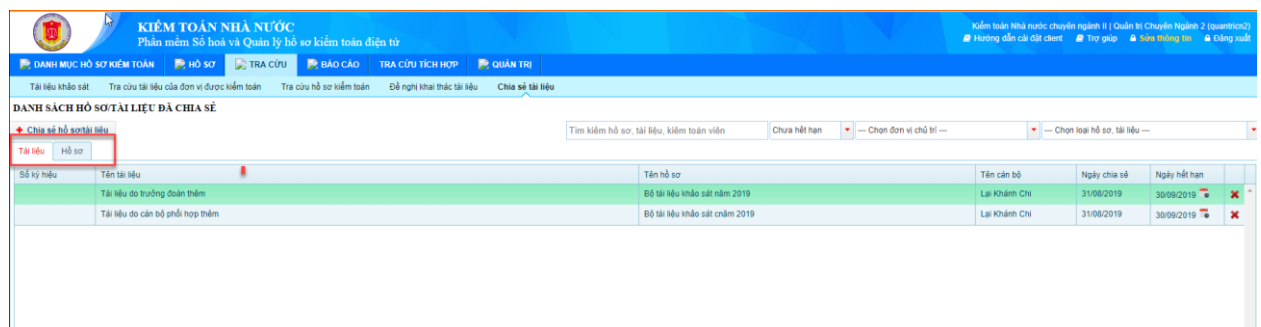 KIỂM TOÁN NHÀ NƯỚC
Phần mềm Số hoá và Quản lý hồ sơ kiểm toán điện tử
Kiểm toán Nhà nước chuyên ngành II | Quản trị Chuyên Ngành 2 (quantricn2)
Hướng dẫn cài đặt client Trợ giúp Sửa thông tin Đăng xuất
DANH MỤC HỒ SƠ KIỂM TOÁN HỒ SƠ TRA CỨU BÁO CÁO TRA CỨU TÍCH HỢP QUẢN TRỊ
Tài liệu khảo sát Tra cứu tài liệu của đơn vị được kiểm toán Tra cứu hồ sơ kiểm toán Đề nghị khai thác tài liệu Chia sẻ tài liệu
DANH SÁCH HỒ SƠ/TÀI LIỆU ĐÃ CHIA SẺ
Chia sẻ hồ sơ/tài liệu Tìm kiếm hồ sơ, tài liệu, kiểm toán viên Chưa hết hạn --- Chọn đơn vị chủ trì --- --- Chọn loại hồ sơ, tài liệu ---
Tài liệu Hồ sơ
Số ký hiệu Tên tài liệu Tên hồ sơ Tên cán bộ Ngày chia sẻ Ngày hết hạn
Tài liệu do trưởng đoàn thêm Bộ tài liệu khảo sát năm 2019 Lại Khánh Chi 31/08/2019 30/09/2019
Tài liệu do cán bộ phối hợp thêm Bộ tài liệu khảo sát cnăm 2019 Lại Khánh Chi 31/08/2019 30/09/2019